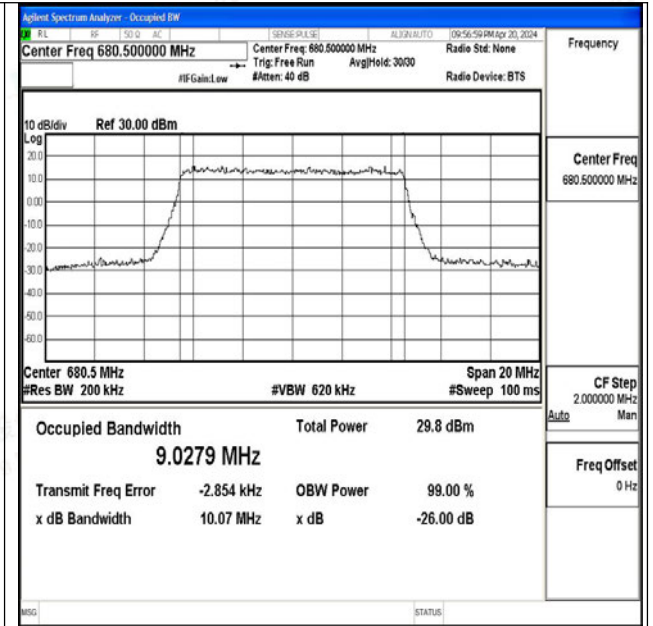 Agilent Spectrum Analyzer - Occupied BW
RL RF 50 Ω AC SENSE:PULSE ALIGN AUTO 09:56:59 PM Apr 20, 2024
Center Freq 680.500000 MHz Center Freq: 680.500000 MHz Radio Std: None Frequency
Trig: Free Run Avg|Hold: 30/30
#IFGain:Low #Atten: 40 dB Radio Device: BTS
10 dB/div Ref 30.00 dBm
Log
20.0
10.0
0.00
-10.0
-20.0
-30.0
-40.0
-50.0
-60.0
Center Freq
680.500000 MHz
Center 680.5 MHz Span 20 MHz
#Res BW 200 kHz #VBW 620 kHz #Sweep 100 ms
CF Step
2.000000 MHz
Auto Man
Occupied Bandwidth Total Power 29.8 dBm
9.0279 MHz
Freq Offset
0 Hz
Transmit Freq Error -2.854 kHz OBW Power 99.00 %
x dB Bandwidth 10.07 MHz x dB -26.00 dB
MSG STATUS